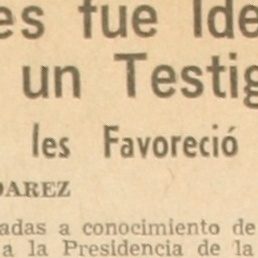 es fue Ide
un Testig
les Favoreció
DAREZ
adas a conocimiento de
a la Presidencia de la